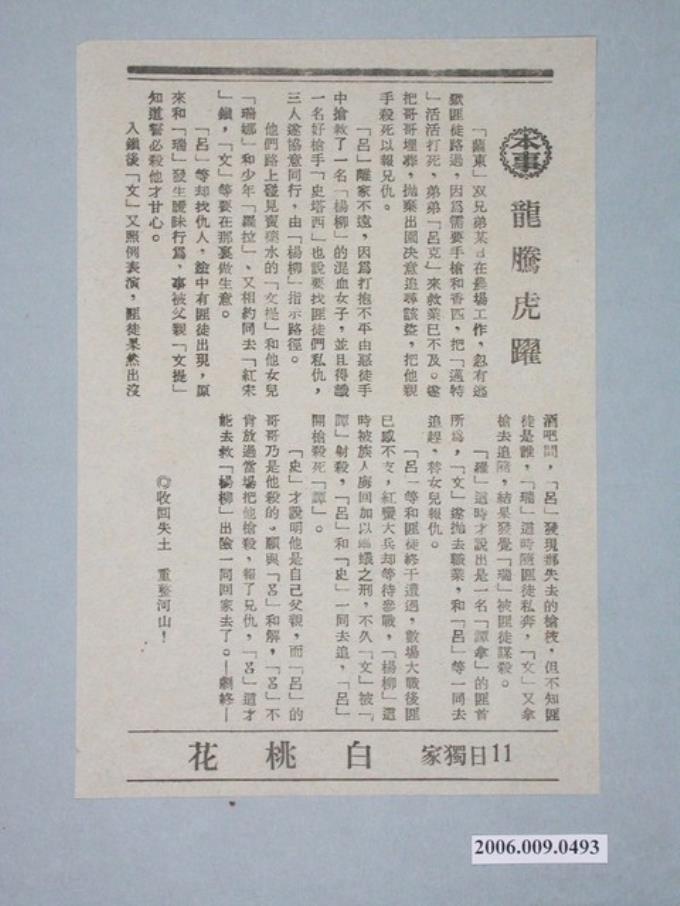 本事
龍騰虎躍
「蘭東」双兄弟某日在農場工作，忽有逃
獄匪徒路過，因為需要手槍和香匹，把「邁特
」活活打死，弟弟「呂克」來救業已不及。遂
把哥哥埋葬，拋棄出園决意追尋該盜，把他親
手殺死以報兄仇。
「呂」離家不遠，因為打抱不平由惡徒手
中搶救了一名「楊柳」的混血女子，並且得識
一名好槍手「史塔西」也說要找匪徒們私仇，
三人遂協意同行，由「楊柳」指示路徑。
他們路上碰見賣藥水的「文提」和他女兒
「瑞娜」和少年「羅拉」、又相約同去「紅宋
」鎮，「文」等要在那裏做生意。
「呂」等却找仇人，途中有匪徒出現，原
來和「瑞」發生曖昧行為、事被父親「文提」
知道誓必殺他才甘心。
入鎮後「文」又照例表演，匪徒果然出沒
酒吧間，「呂」發現都失去的槍枝，但不知匪
徒是誰，「瑞」這時隨匪徒私奔，「文」又拿
槍去追隨，結果發覺「瑞」被匪徒謀殺。
「羅」這時才說出是一名「譚拿」的匪首
所為，「文」遂拋去職業，和「呂」等一同去
追趕，替女兒報仇。
「呂」等和匪徒終于遭遇，數場大戰後匪
已感不支，紅蠻大兵却等待參戰，「楊柳」這
時被族人虜回加以 蟻之刑，不久「文」被「
譚」射殺，「呂」和「史」一同去追，「呂」
開槍殺死「譚」。
「史」才說明他是自己父親，而「呂」的
哥哥乃是他殺的。願與「呂」和解，「呂」不
肯放過當場把他槍殺，報了兄仇，「呂」這才
能去救「楊柳」出險一同回家去了。—劇終—
◎收回失土　重整河山！
11日獨家　白桃花
2006.009.0493